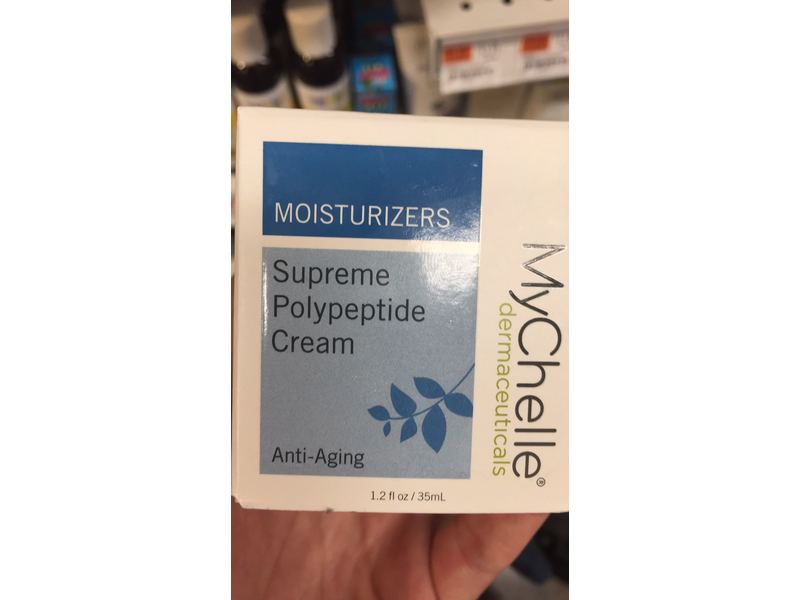 MOISTURIZERS
Supreme
Polypeptide
Cream
Anti-Aging
1.2 fl oz / 35mL
MyChelle®
dermaceuticals